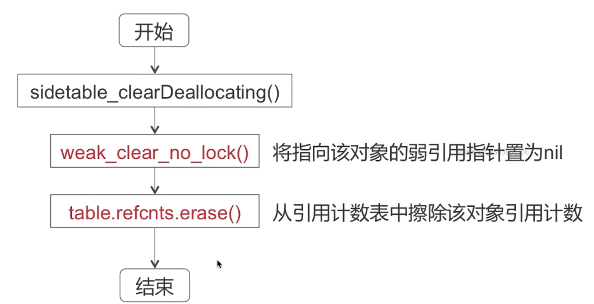 开始
sidetable_clearDeallocating()
weak_clear_no_lock() 将指向该对象的弱引用指针置为nil
table.refcnts.erase() 从引用计数表中擦除该对象引用计数
结束